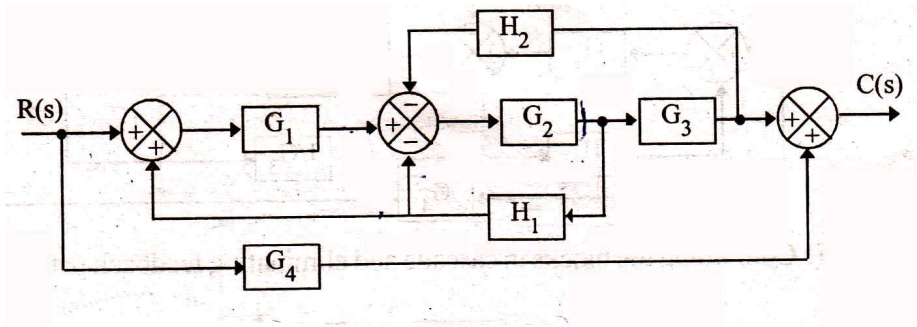 H₂
R(s)
C(s)
G₁
G₂
G₃
H₁
G₄
+
+
+
−
−
+
+